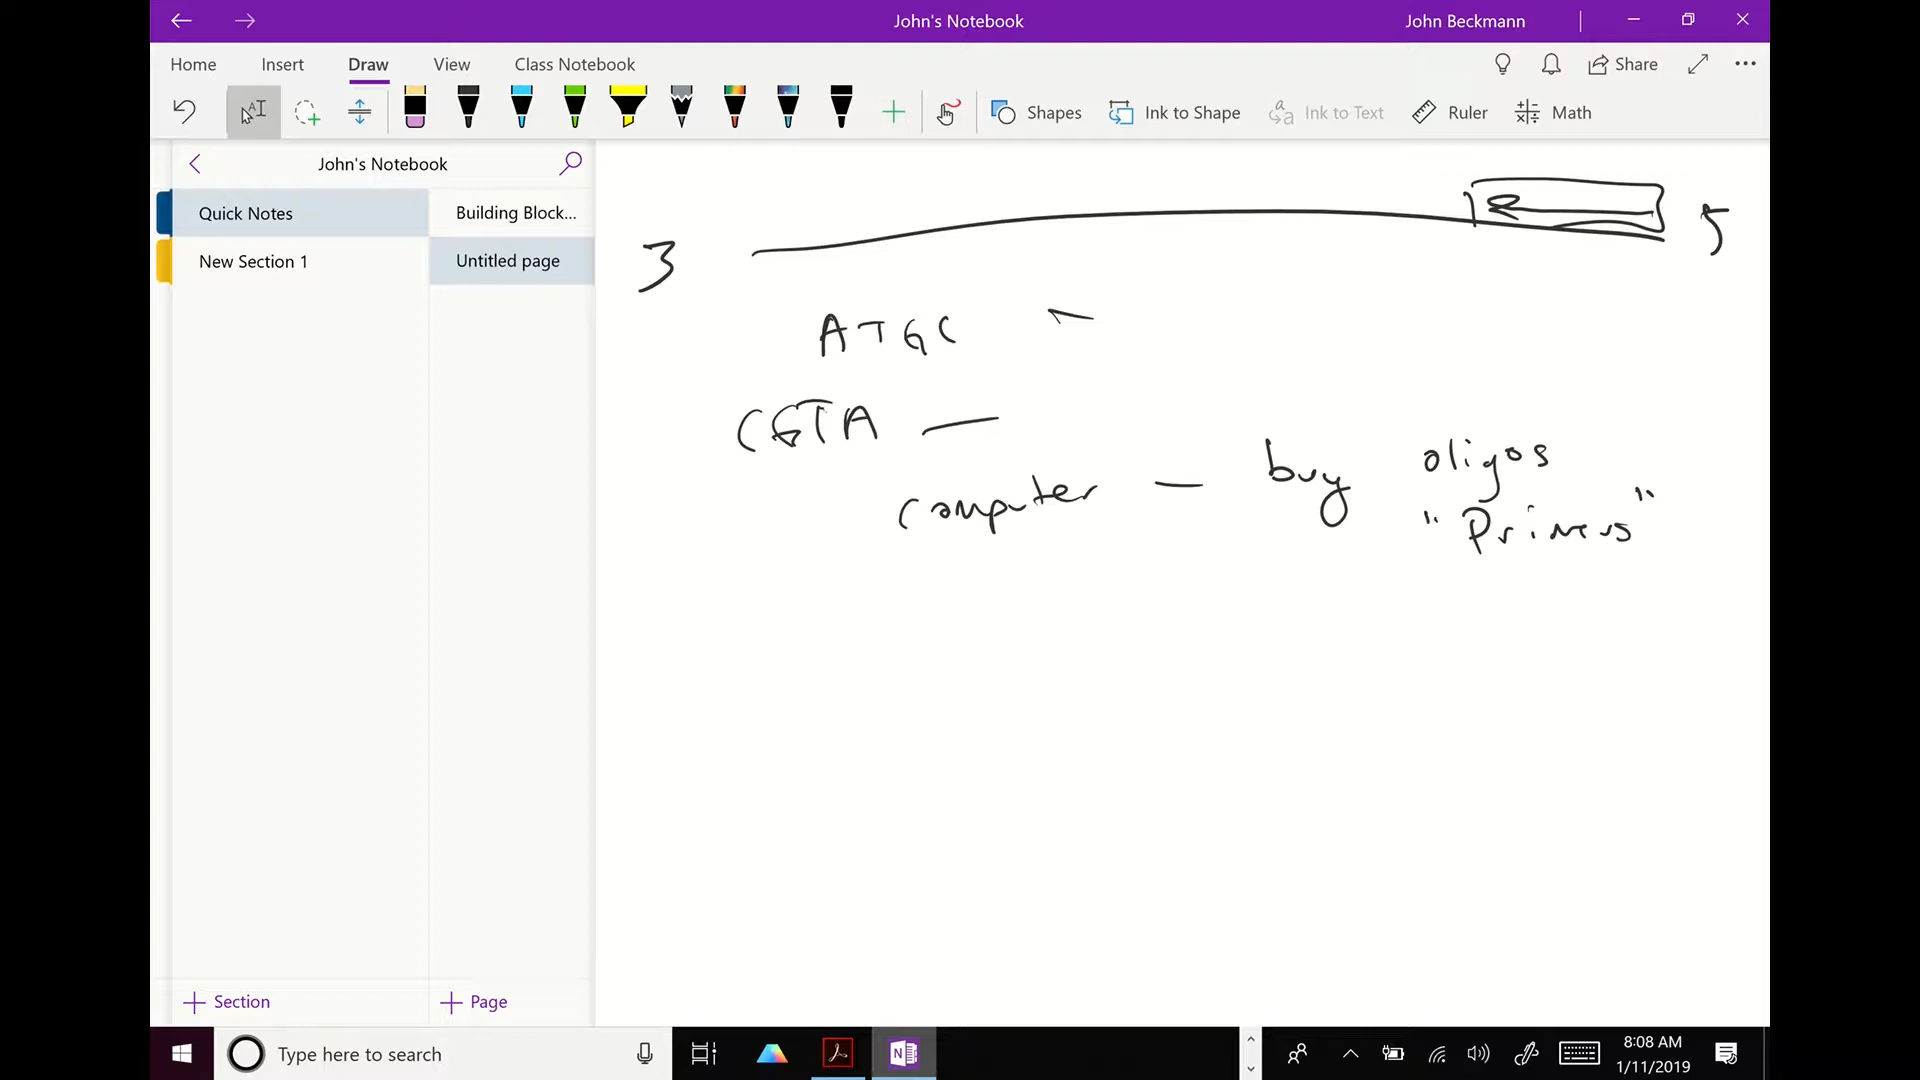 John's Notebook
John Beckmann
Home Insert Draw View Class Notebook
Share
Shapes
Ink to Shape
Ink to Text
Ruler
Math
John's Notebook
Quick Notes
New Section 1
Building Block...
Untitled page
3
5
ATGC
CGTA —
computer — buy oligos
"Primers"
Section
Page
Type here to search
8:08 AM
1/11/2019